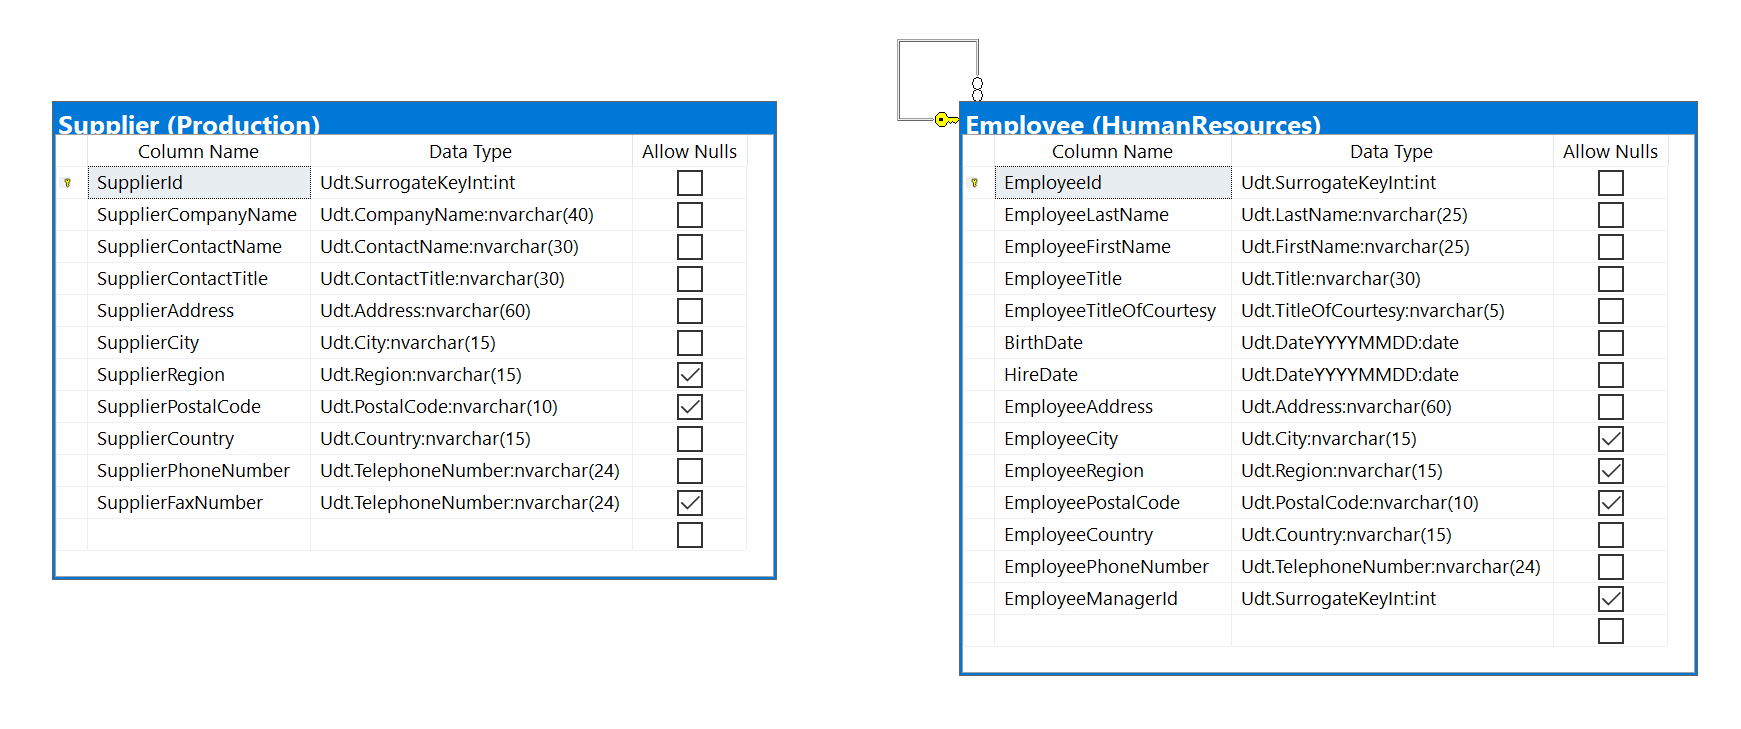 Supplier (Production)
Column Name Data Type Allow Nulls
SupplierId Udt.SurrogateKeyInt:int
SupplierCompanyName Udt.CompanyName:nvarchar(40)
SupplierContactName Udt.ContactName:nvarchar(30)
SupplierContactTitle Udt.ContactTitle:nvarchar(30)
SupplierAddress Udt.Address:nvarchar(60)
SupplierCity Udt.City:nvarchar(15)
SupplierRegion Udt.Region:nvarchar(15)
SupplierPostalCode Udt.PostalCode:nvarchar(10)
SupplierCountry Udt.Country:nvarchar(15)
SupplierPhoneNumber Udt.TelephoneNumber:nvarchar(24)
SupplierFaxNumber Udt.TelephoneNumber:nvarchar(24)
Employee (HumanResources)
Column Name Data Type Allow Nulls
EmployeeId Udt.SurrogateKeyInt:int
EmployeeLastName Udt.LastName:nvarchar(25)
EmployeeFirstName Udt.FirstName:nvarchar(25)
EmployeeTitle Udt.Title:nvarchar(30)
EmployeeTitleOfCourtesy Udt.TitleOfCourtesy:nvarchar(5)
BirthDate Udt.DateYYYYMMDD:date
HireDate Udt.DateYYYYMMDD:date
EmployeeAddress Udt.Address:nvarchar(60)
EmployeeCity Udt.City:nvarchar(15)
EmployeeRegion Udt.Region:nvarchar(15)
EmployeePostalCode Udt.PostalCode:nvarchar(10)
EmployeeCountry Udt.Country:nvarchar(15)
EmployeePhoneNumber Udt.TelephoneNumber:nvarchar(24)
EmployeeManagerId Udt.SurrogateKeyInt:int